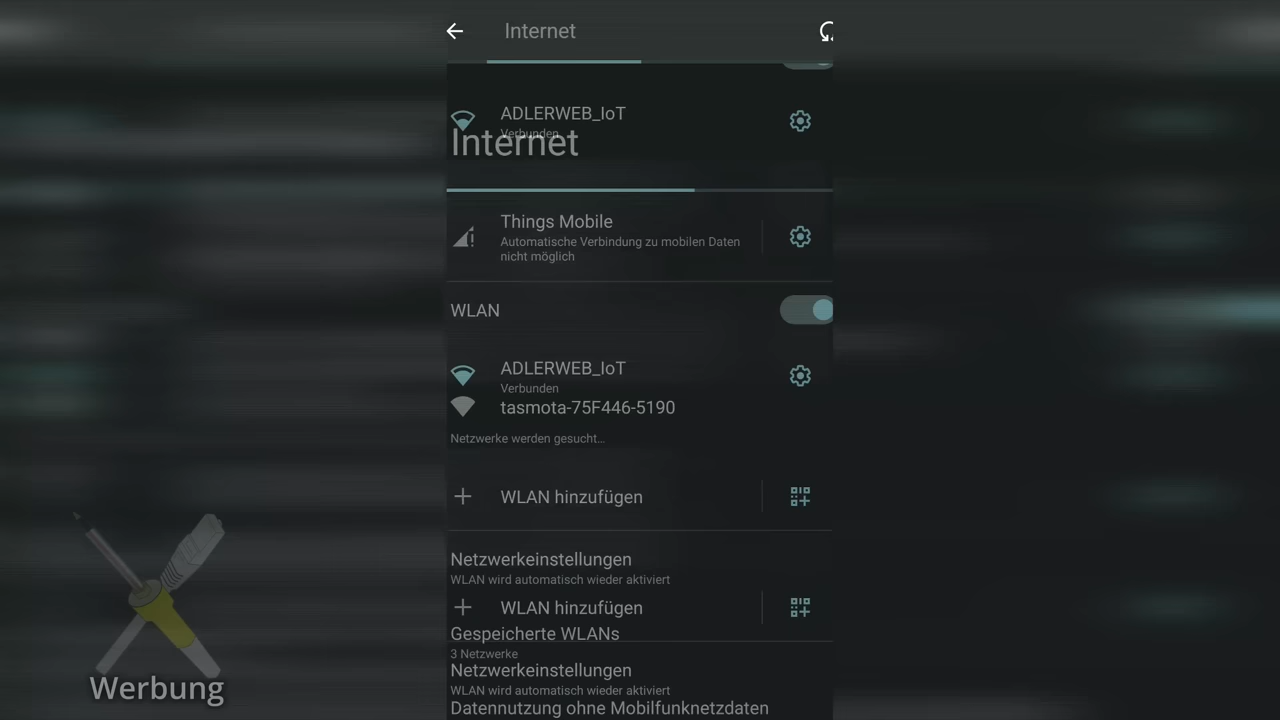 Internet
ADLERWEB_IoT
Verbunden
Internet
Things Mobile
Automatische Verbindung zu mobilen Daten
nicht möglich
WLAN
ADLERWEB_IoT
Verbunden
tasmota-75F446-5190
Netzwerke werden gesucht…
WLAN hinzufügen
Netzwerkeinstellungen
WLAN wird automatisch wieder aktiviert
WLAN hinzufügen
Gespeicherte WLANs
3 Netzwerke
Netzwerkeinstellungen
WLAN wird automatisch wieder aktiviert
Datennutzung ohne Mobilfunknetzdaten
Werbung